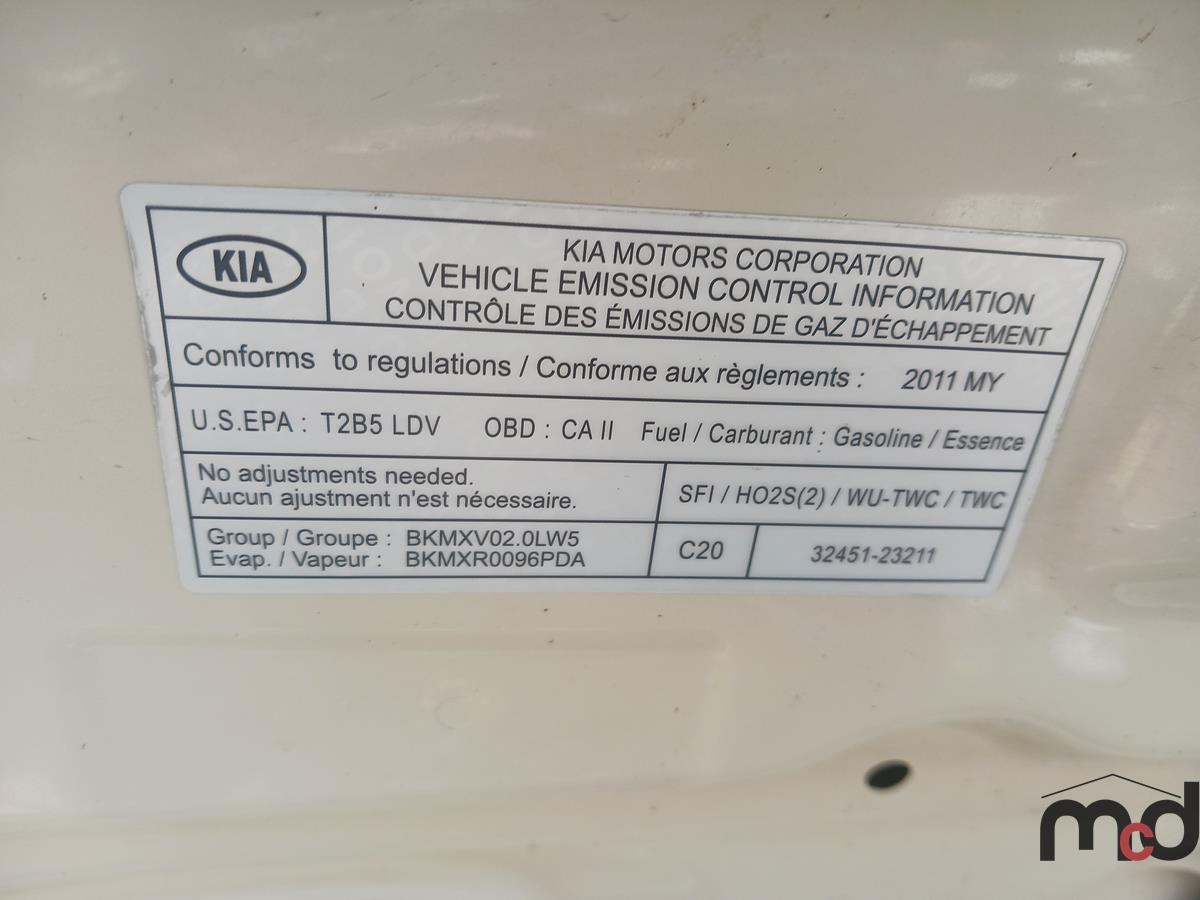 KIA
KIA MOTORS CORPORATION
VEHICLE EMISSION CONTROL INFORMATION
CONTRÔLE DES ÉMISSIONS DE GAZ D'ÉCHAPPEMENT
Conforms to regulations / Conforme aux règlements : 2011 MY
U.S.EPA : T2B5 LDV OBD : CA II Fuel / Carburant : Gasoline / Essence
No adjustments needed.
Aucun ajustment n'est nécessaire.
SFI / HO2S(2) / WU-TWC / TWC
Group / Groupe : BKMXV02.0LW5
Evap. / Vapeur : BKMXR0096PDA
C20
32451-23211
mcd